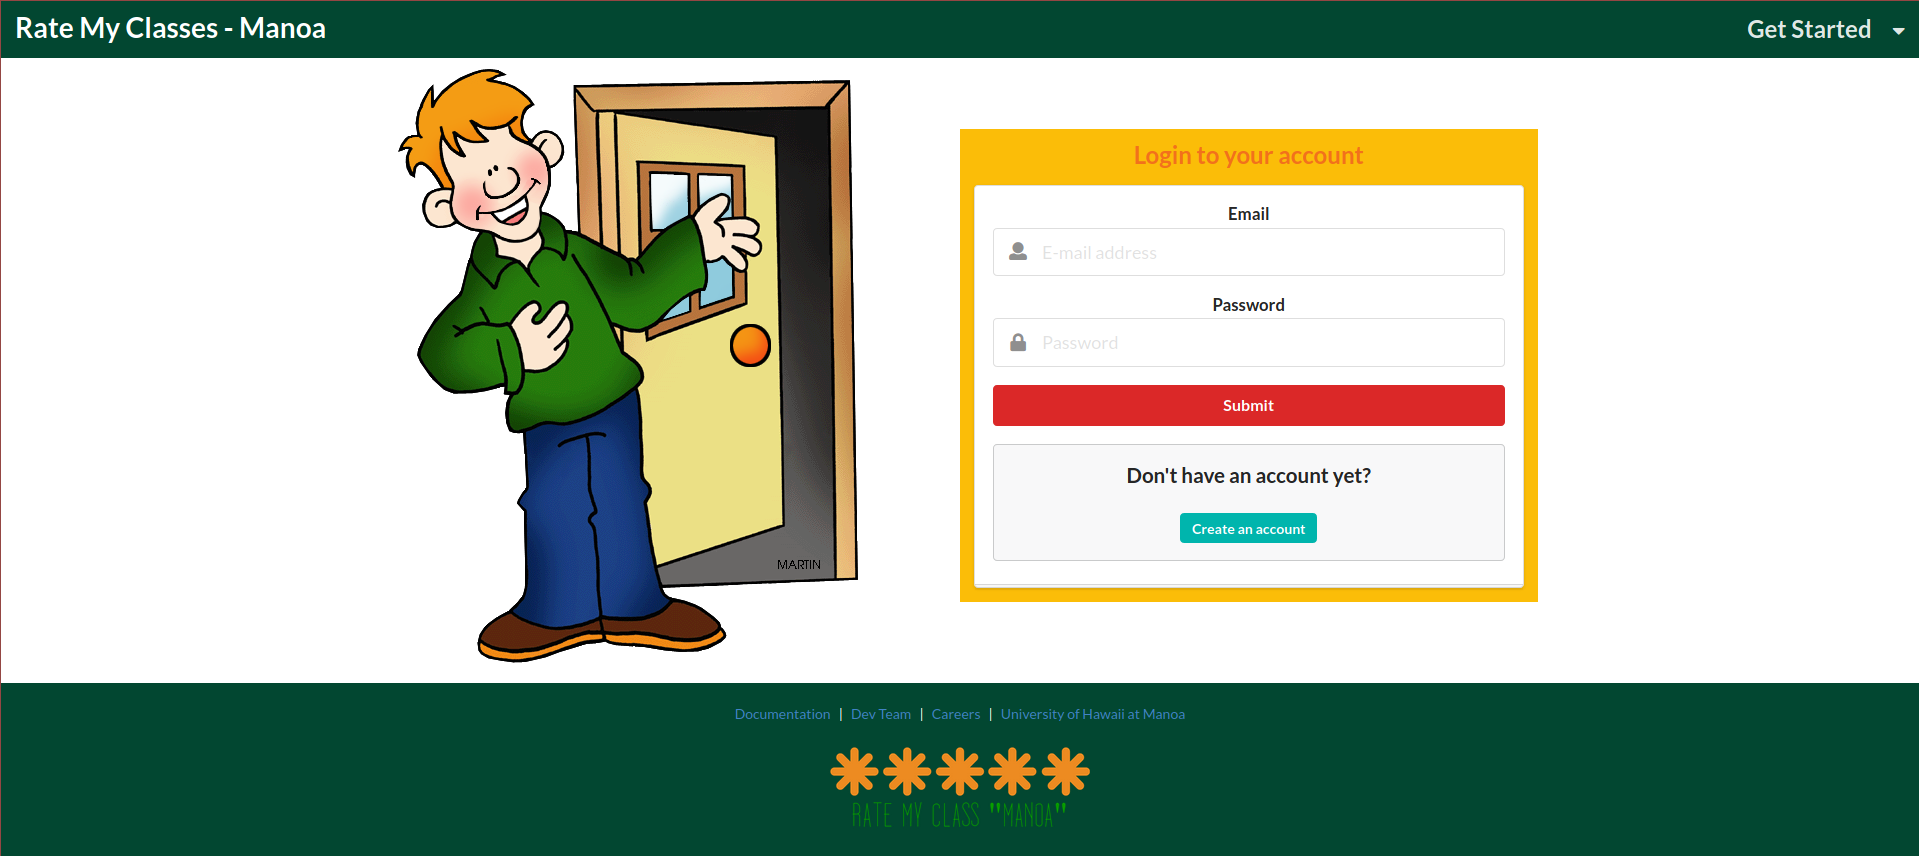 Rate My Classes - Manoa
Get Started
MARTIN
Login to your account
Email
E-mail address
Password
Password
Submit
Don't have an account yet?
Create an account
Documentation | Dev Team | Careers | University of Hawaii at Manoa
RATE MY CLASS "MANOA"